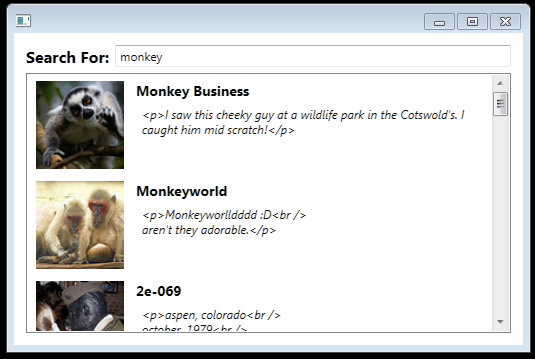 Search For: monkey
Monkey Business
<p>I saw this cheeky guy at a wildlife park in the Cotswold's. I
caught him mid scratch!</p>
Monkeyworld
<p>Monkeyworlldddd :D<br />
aren't they adorable.</p>
2e-069
<p>aspen, colorado<br />
october, 1979<br />